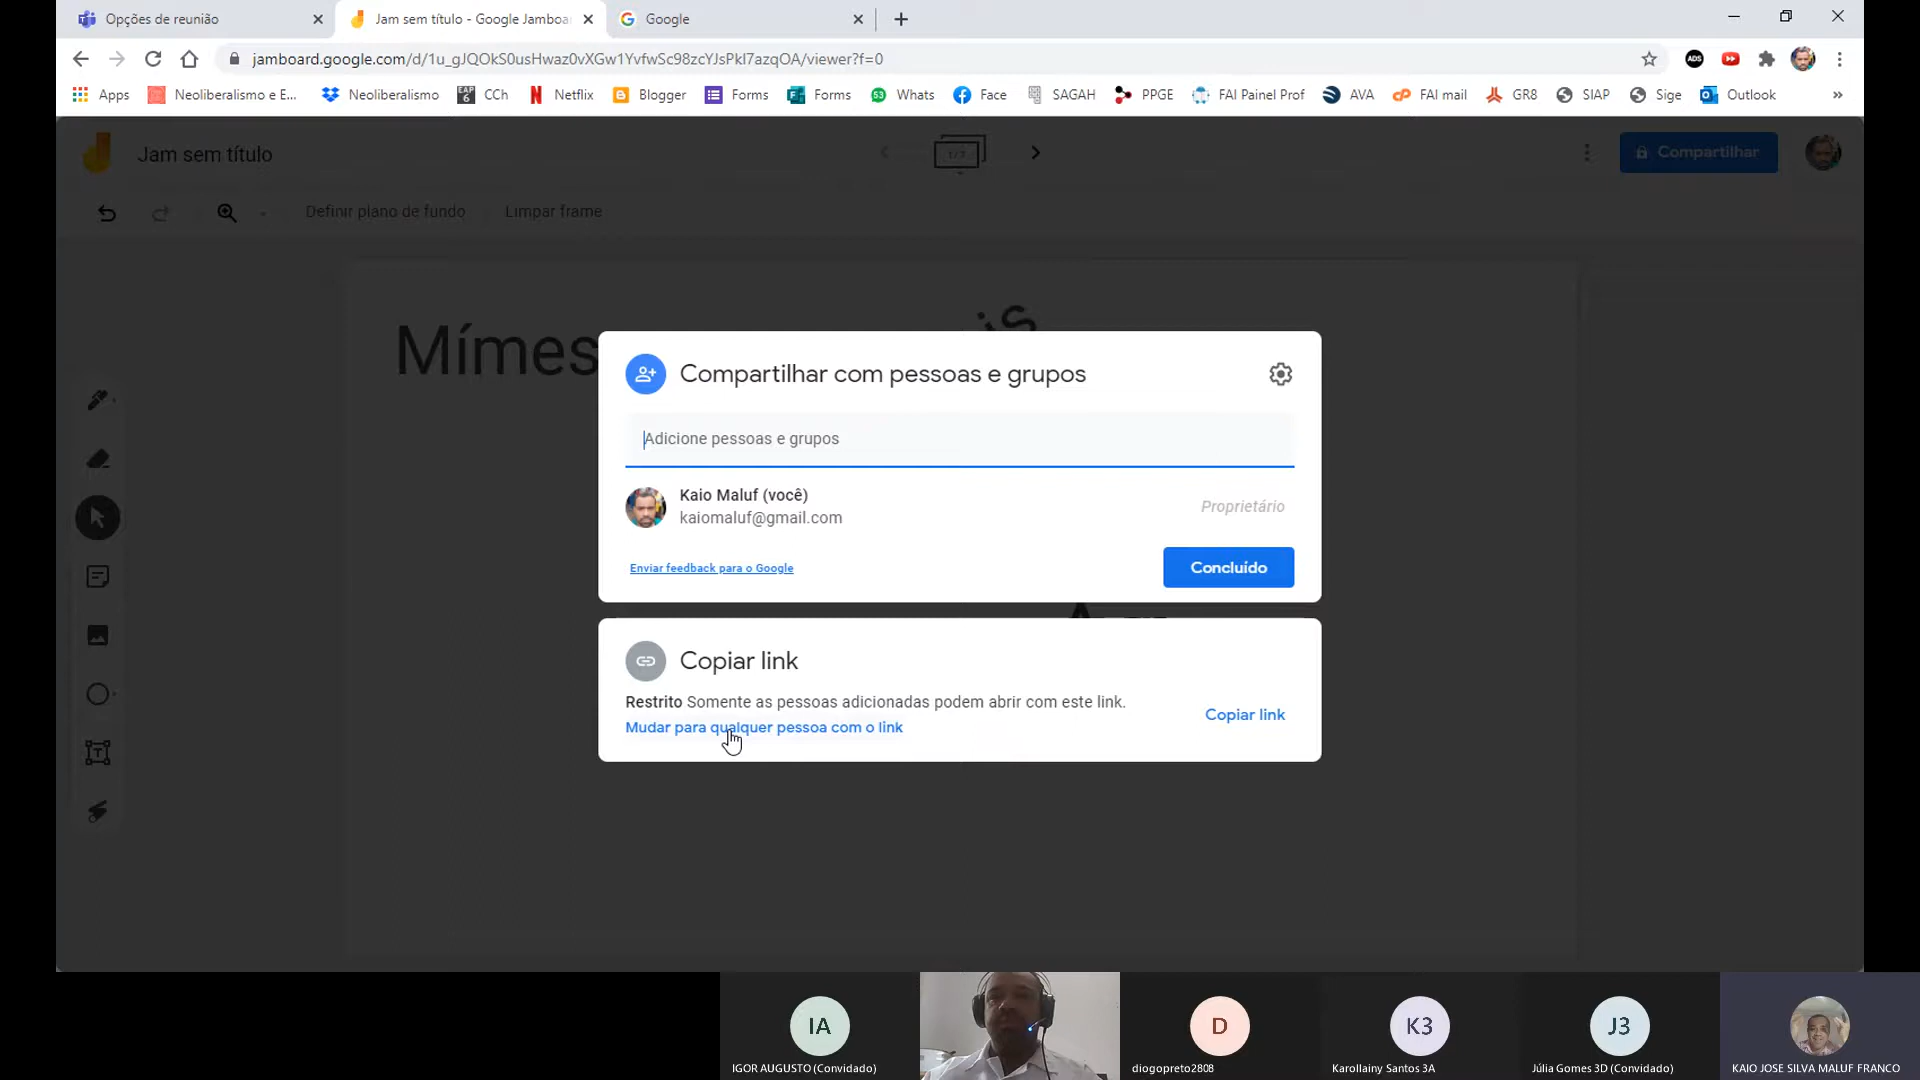 Opções de reunião
Jam sem título - Google Jamboa
Google
jamboard.google.com/d/1u_gJQOkS0usHwaz0vXGw1YvfwSc98zcYJsPkI7azqOA/viewer?f=0
ADS
Apps
Neoliberalismo e E...
Neoliberalismo
CAP
6
CCh
Netflix
Blogger
Forms
Forms
53
Whats
Face
SAGAH
PPGE
FAI Painel Prof
AVA
FAI mail
GR8
SIAP
Sige
Outlook
»
Jam sem título
Compartilhar
Definir plano de fundo
Limpar frame
Mímes
is
Compartilhar com pessoas e grupos
Adicione pessoas e grupos
Kaio Maluf (você)
kaiomaluf@gmail.com
Proprietário
Enviar feedback para o Google
Concluído
Copiar link
Restrito Somente as pessoas adicionadas podem abrir com este link.
Mudar para qualquer pessoa com o link
Copiar link
IA
IGOR AUGUSTO (Convidado)
D
diogopreto2808
K3
Karollainy Santos 3A
J3
Júlia Gomes 3D (Convidado)
KAIO JOSE SILVA MALUF FRANCO